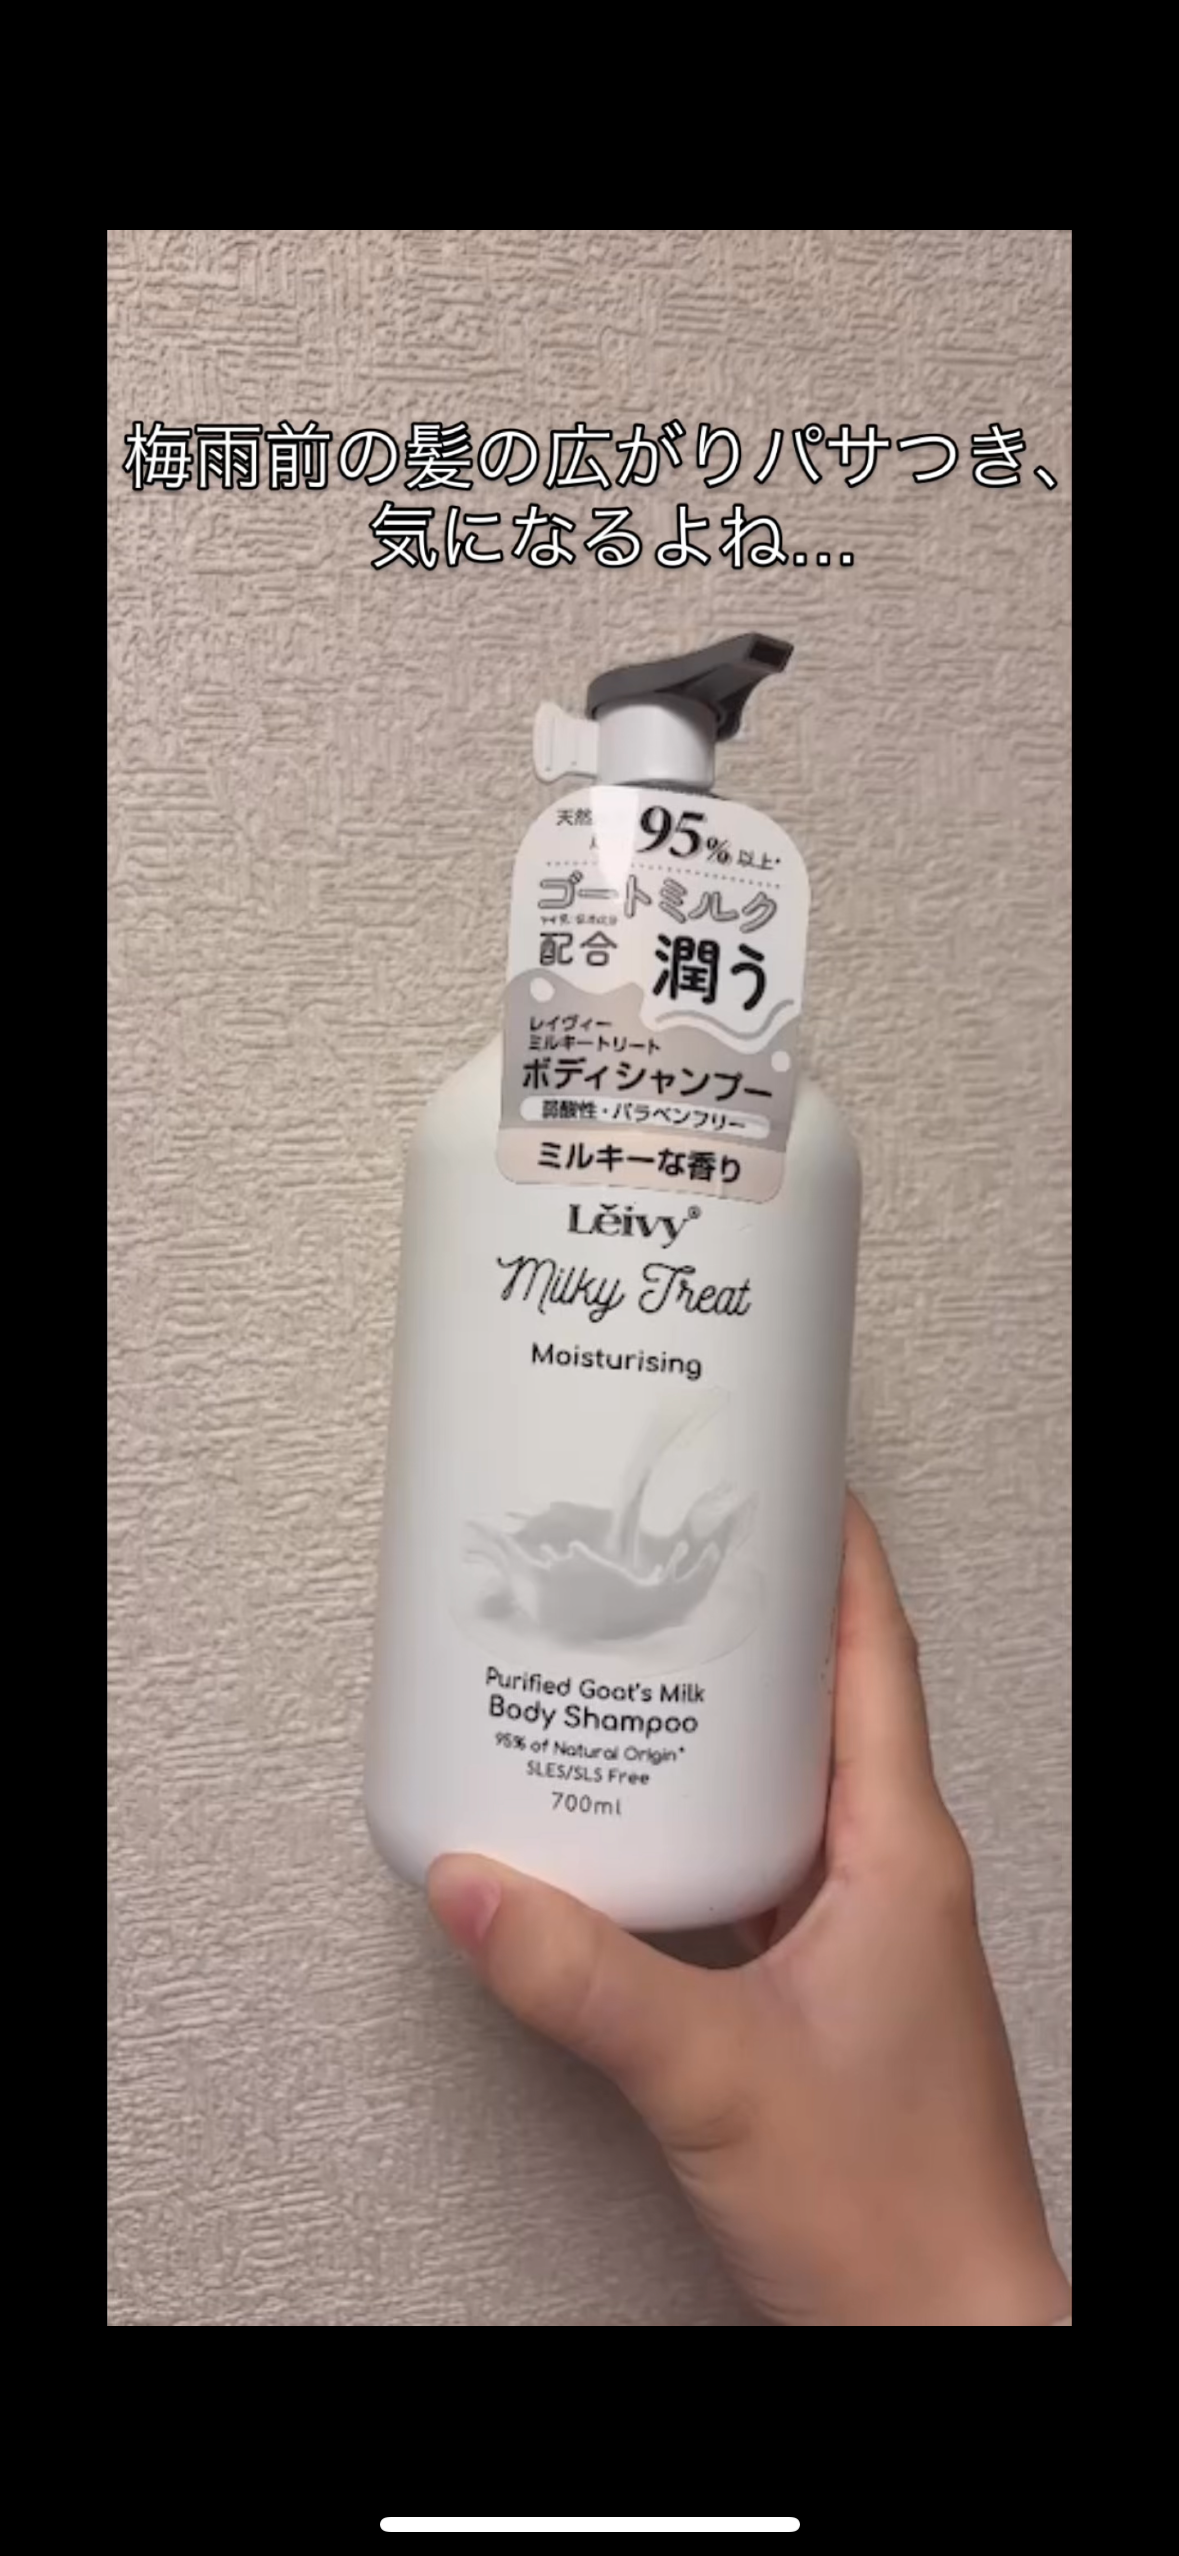 梅雨前の髪の広がりパサつき、
気になるよね...
天然
95%以上*
ゴートミルク
配合
潤う
レイヴィー
ミルキートリート
ボディシャンプー
弱酸性・パラベンフリー
ミルキーな香り
Lěivy®
Milky Treat
Moisturising
Purified Goat's Milk
Body Shampoo
95% of Natural Origin*
SLES/SLS Free
700ml